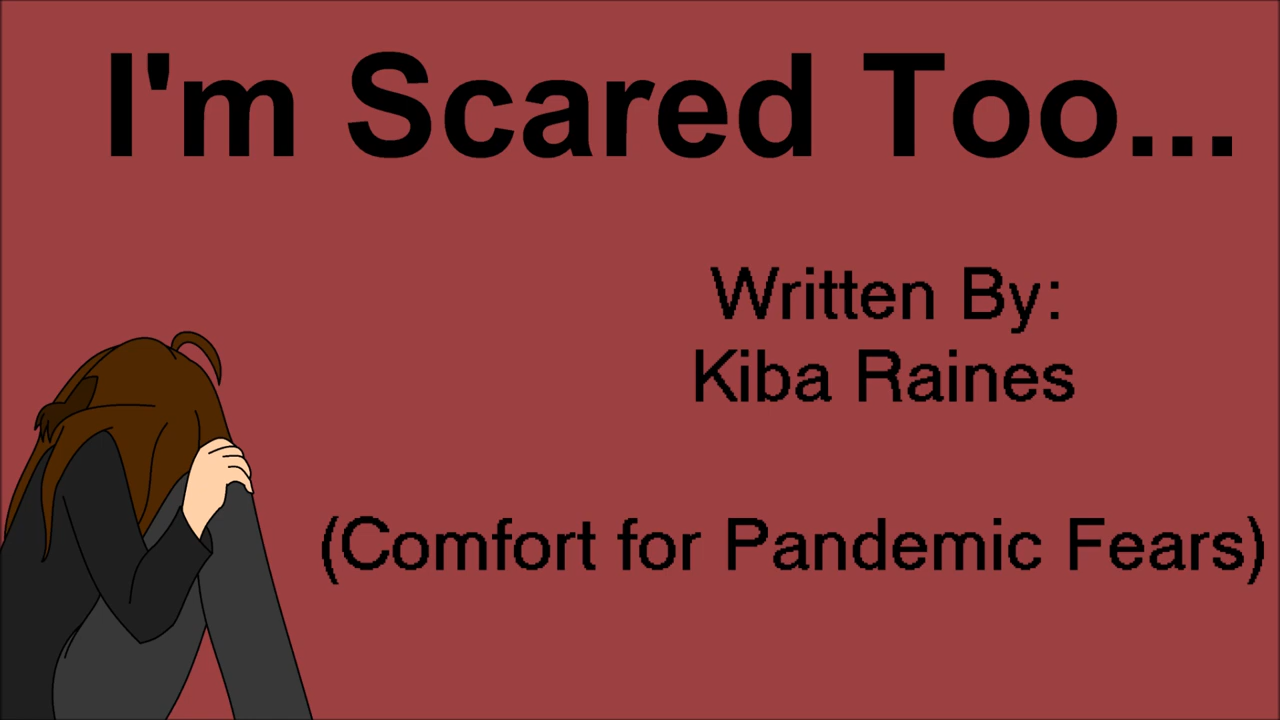 I'm Scared Too...
Written By:
Kiba Raines
(Comfort for Pandemic Fears)